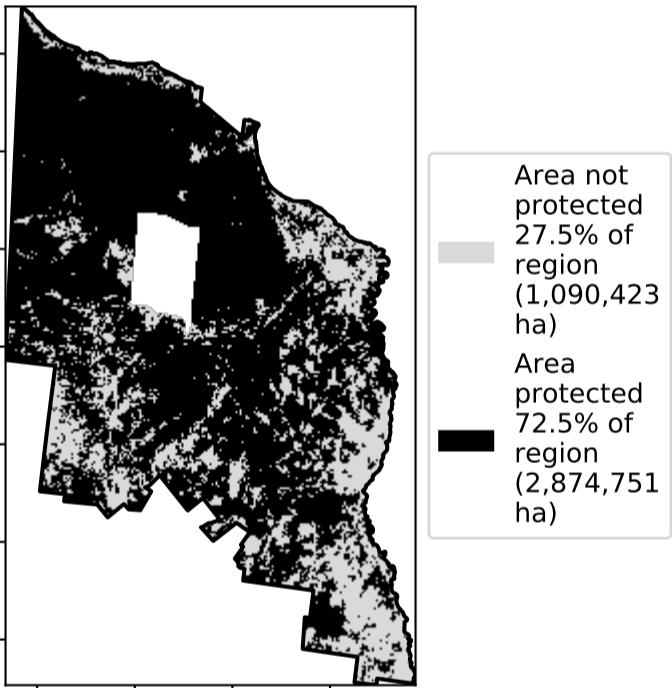 Area not
protected
27.5% of
region
(1,090,423
ha)
Area
protected
72.5% of
region
(2,874,751
ha)